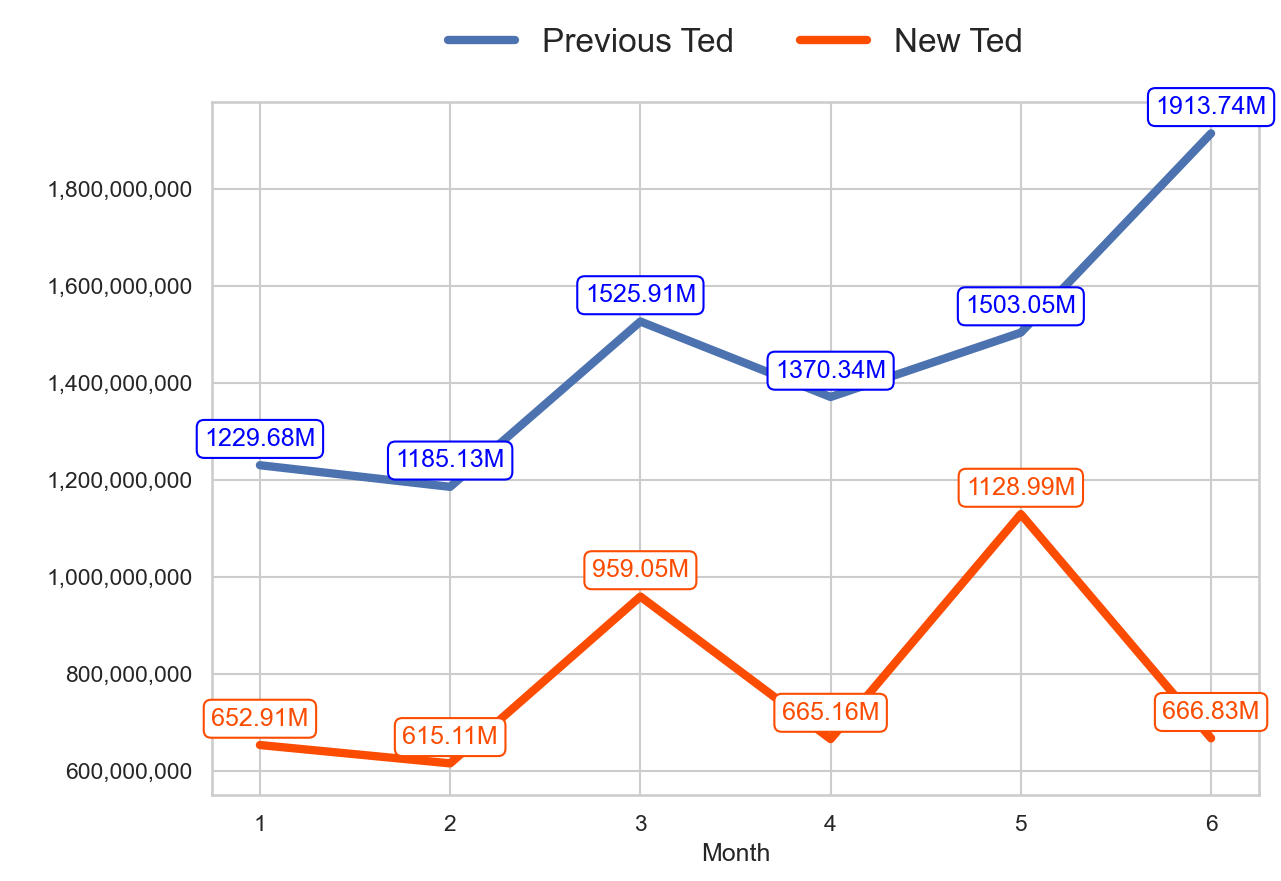 Previous Ted New Ted
1913.74M
1,800,000,000
1,600,000,000
1525.91M
1503.05M
1,400,000,000
1370.34M
1229.68M
1185.13M
1,200,000,000
1128.99M
1,000,000,000
959.05M
800,000,000
652.91M
615.11M
665.16M
666.83M
600,000,000
1 2 3 4 5 6
Month